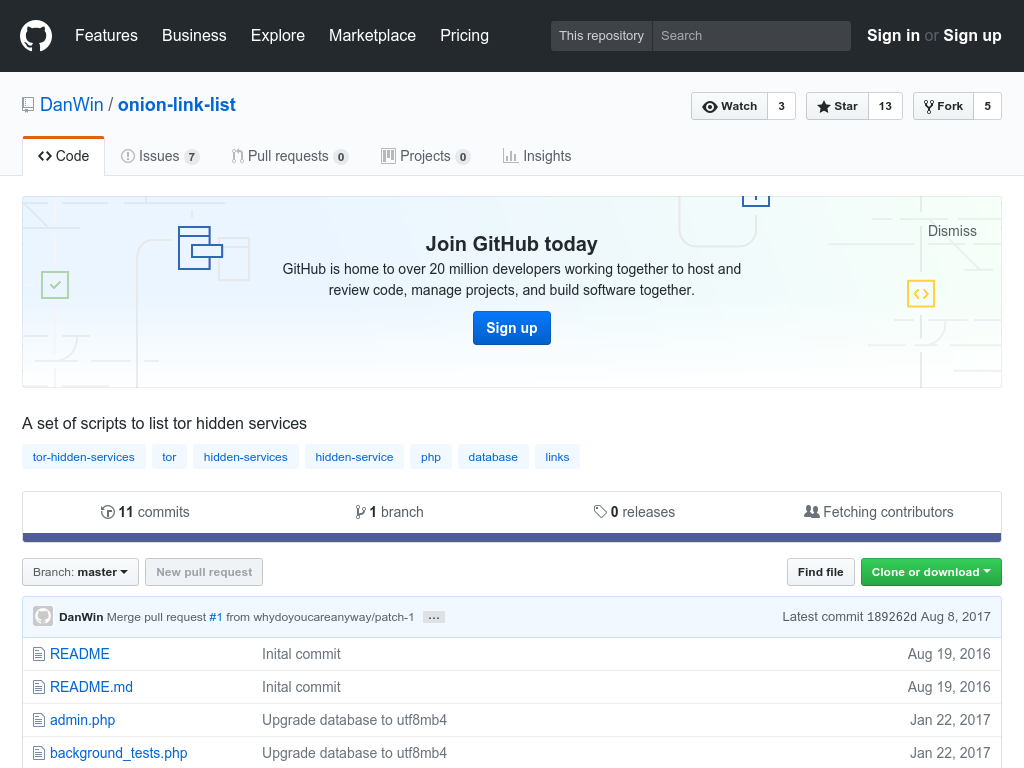 Features Business Explore Marketplace Pricing This repository Search Sign in or Sign up
DanWin / onion-link-list Watch 3 Star 13 Fork 5
Code Issues 7 Pull requests 0 Projects 0 Insights
Dismiss
Join GitHub today
GitHub is home to over 20 million developers working together to host and
review code, manage projects, and build software together.
Sign up
A set of scripts to list tor hidden services
tor-hidden-services tor hidden-services hidden-service php database links
11 commits 1 branch 0 releases Fetching contributors
Branch: master New pull request Find file Clone or download
DanWin Merge pull request #1 from whydoyoucareanyway/patch-1 … Latest commit 189262d Aug 8, 2017
README Inital commit Aug 19, 2016
README.md Inital commit Aug 19, 2016
admin.php Upgrade database to utf8mb4 Jan 22, 2017
background_tests.php Upgrade database to utf8mb4 Jan 22, 2017